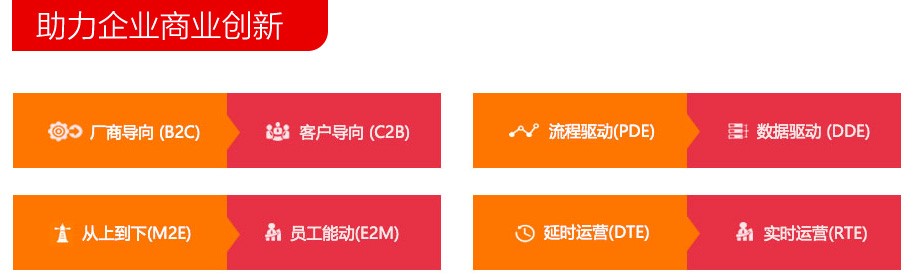 助力企业商业创新
厂商导向 (B2C)
客户导向 (C2B)
流程驱动(PDE)
数据驱动 (DDE)
从上到下(M2E)
员工能动(E2M)
延时运营(DTE)
实时运营(RTE)